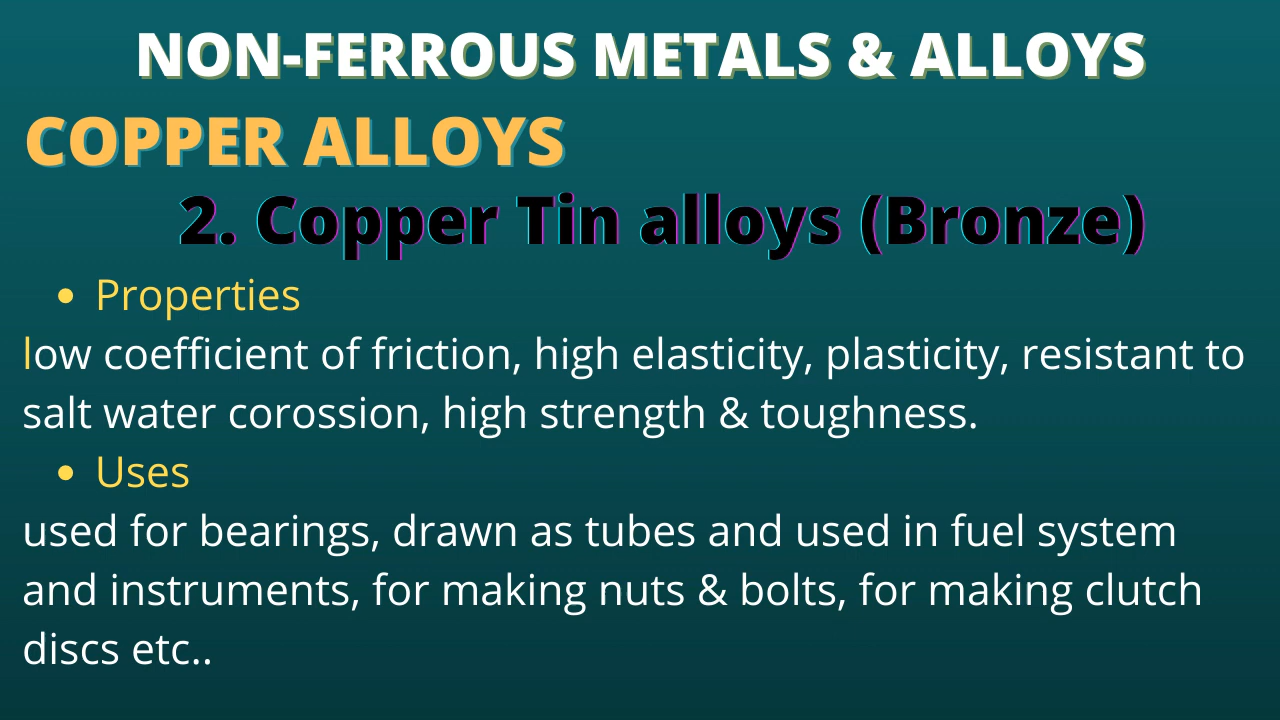 NON-FERROUS METALS & ALLOYS
COPPER ALLOYS
2. Copper Tin alloys (Bronze)
• Properties
low coefficient of friction, high elasticity, plasticity, resistant to
salt water corossion, high strength & toughness.
• Uses
used for bearings, drawn as tubes and used in fuel system
and instruments, for making nuts & bolts, for making clutch
discs etc..